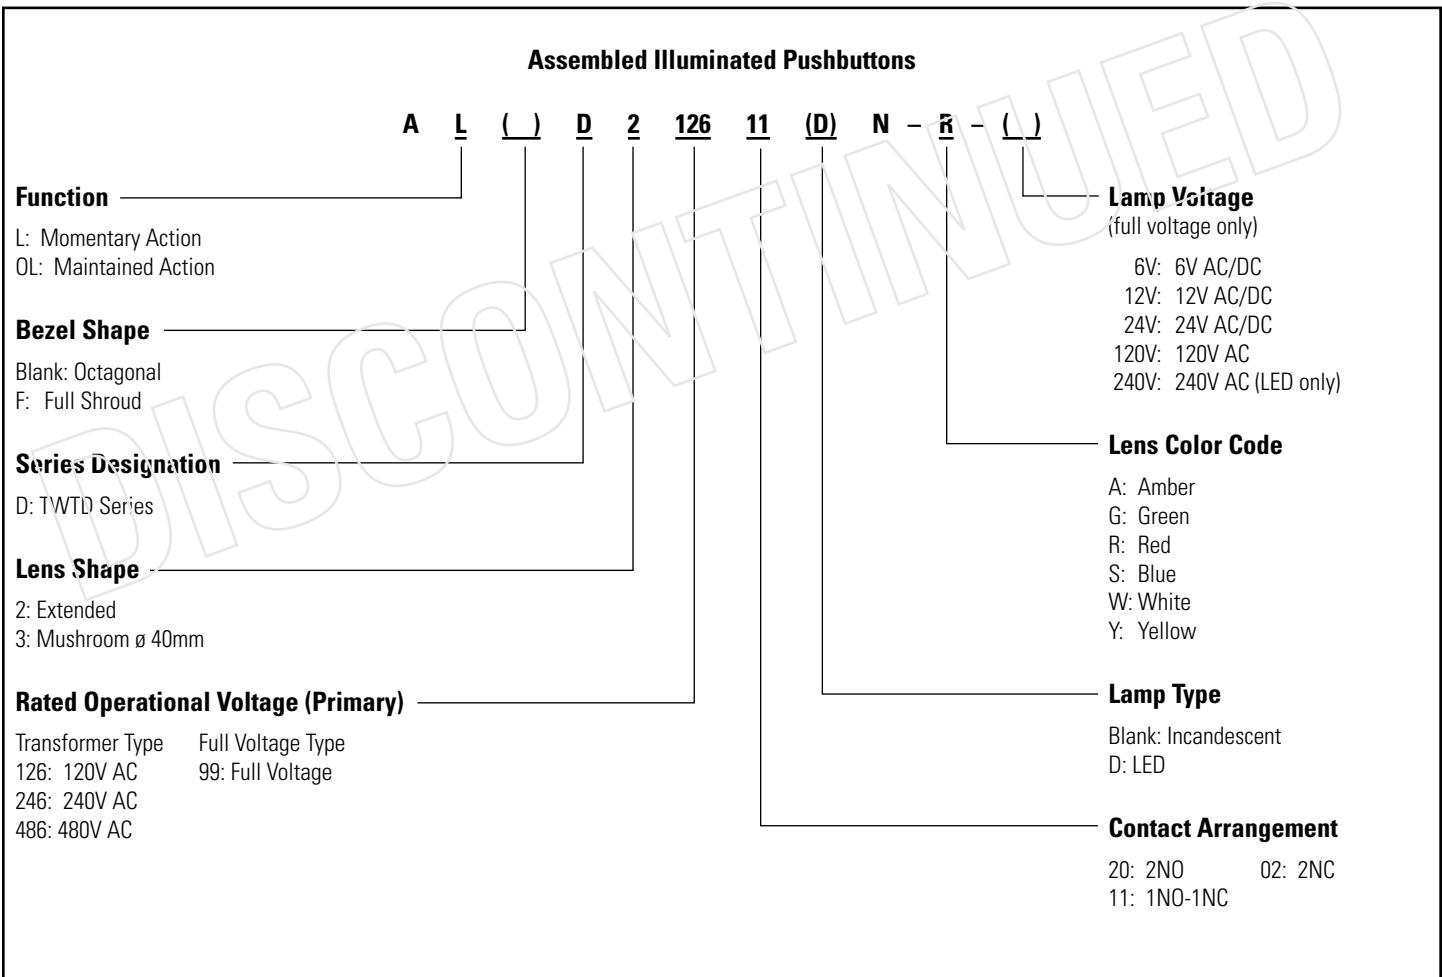 Assembled Illuminated Pushbuttons
A L ( ) D 2 126 11 (D) N – R – ( )
Function
L: Momentary Action
OL: Maintained Action
Bezel Shape
Blank: Octagonal
F: Full Shroud
Series Designation
D: TWTD Series
Lens Shape
2: Extended
3: Mushroom ø 40mm
Rated Operational Voltage (Primary)
Transformer Type Full Voltage Type
126: 120V AC 99: Full Voltage
246: 240V AC
486: 480V AC
Lamp Voltage
(full voltage only)
6V: 6V AC/DC
12V: 12V AC/DC
24V: 24V AC/DC
120V: 120V AC
240V: 240V AC (LED only)
Lens Color Code
A: Amber
G: Green
R: Red
S: Blue
W: White
Y: Yellow
Lamp Type
Blank: Incandescent
D: LED
Contact Arrangement
20: 2NO 02: 2NC
11: 1NO-1NC
DISCONTINUED